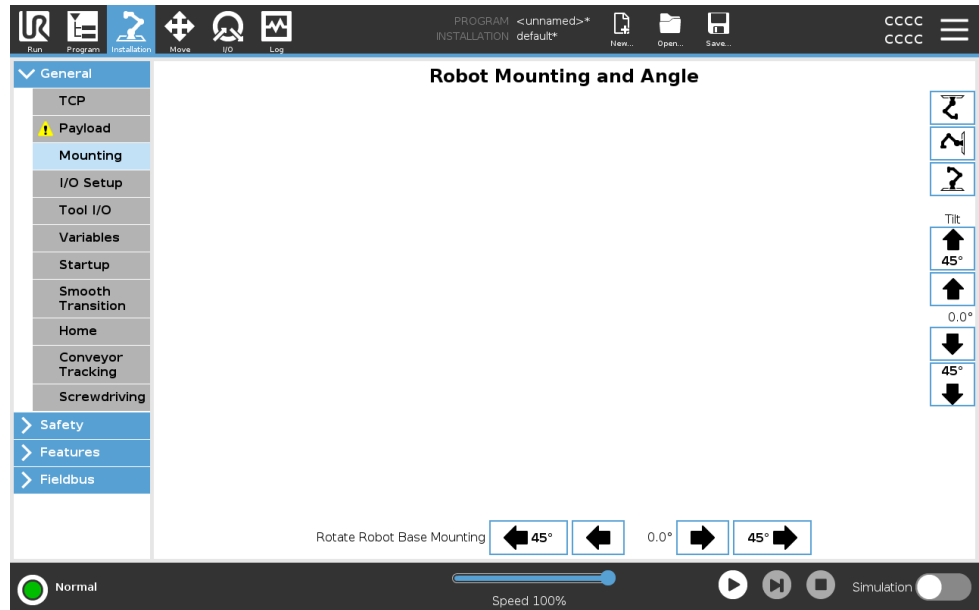 PROGRAM <unnamed>*
INSTALLATION default*
CCCC
CCCC
Run
Program
Installation
Move
I/O
Log
New...
Open...
Save...
General
TCP
Payload
Mounting
I/O Setup
Tool I/O
Variables
Startup
Smooth
Transition
Home
Conveyor
Tracking
Screwdriving
Safety
Features
Fieldbus
Robot Mounting and Angle
Tilt
45°
0.0°
45°
Rotate Robot Base Mounting
45°
0.0°
45°
Normal
Speed 100%
Simulation